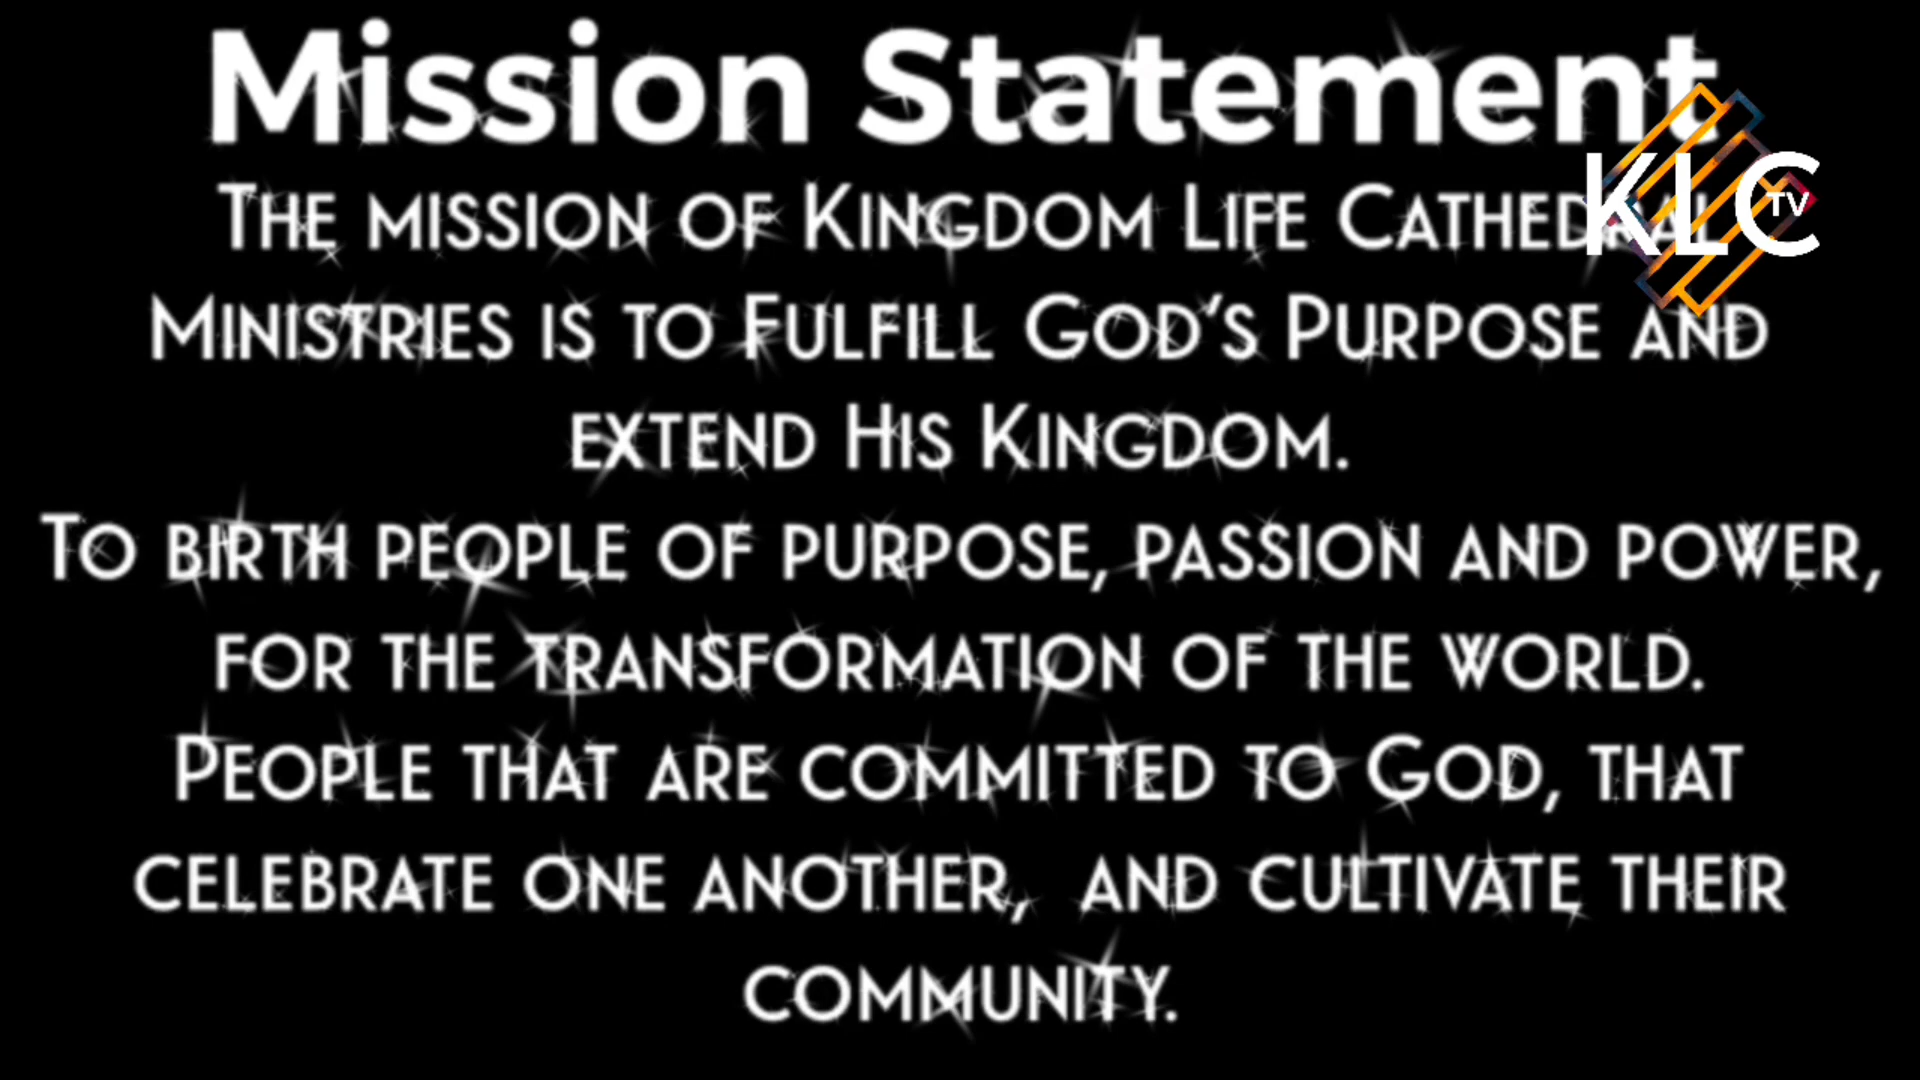 Mission Statement
The mission of Kingdom Life Cathedral
Ministries is to Fulfill God's Purpose and
extend His Kingdom.
To birth people of purpose, passion and power,
for the transformation of the world.
People that are committed to God, that
celebrate one another, and cultivate their
community.
KLC TV